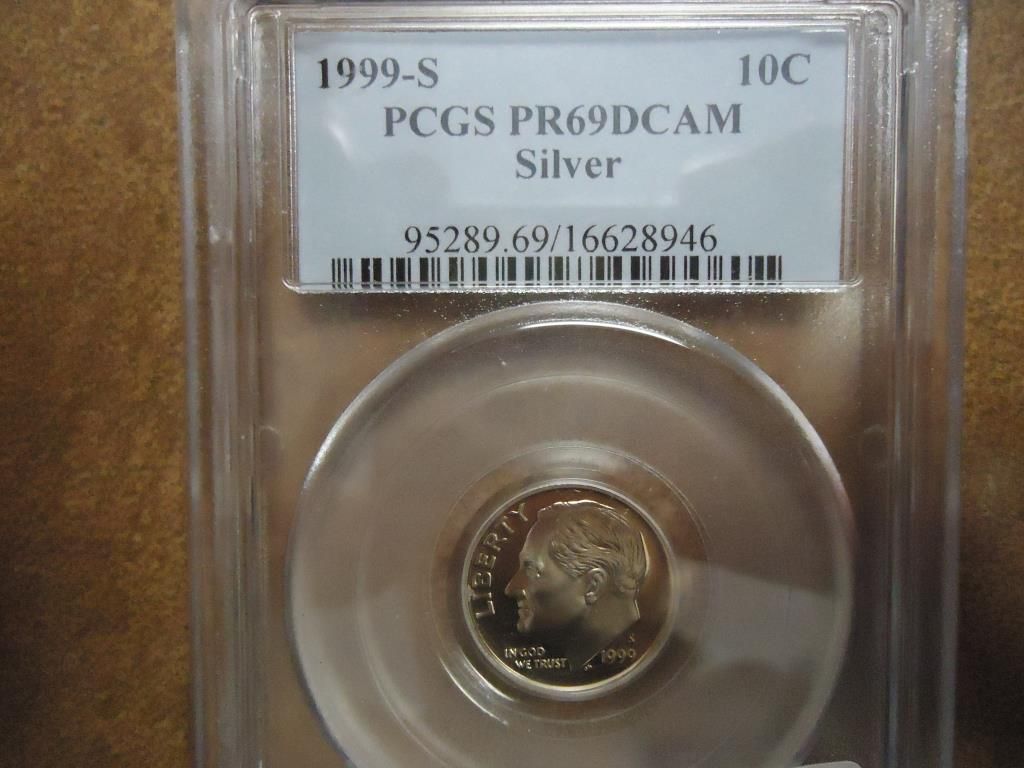 1999-S 10C
PCGS PR69DCAM
Silver
95289.69/16628946
LIBERTY
IN GOD
WE TRUST
S
1999